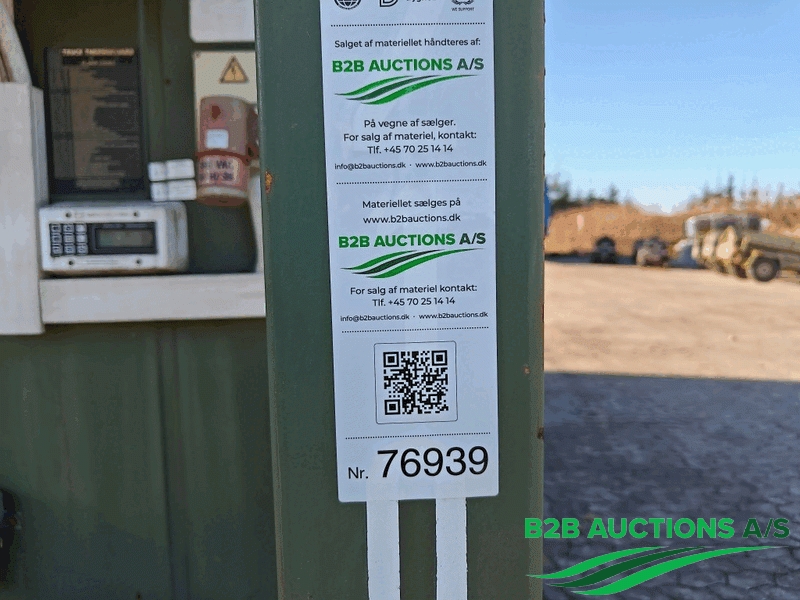 WE SUPPORT
Salget af materiellet håndteres af:
B2B AUCTIONS A/S
På vegne af sælger.
For salg af materiel, kontakt:
Tlf. +45 70 25 14 14
info@b2bauctions.dk · www.b2bauctions.dk
Materiellet sælges på
www.b2bauctions.dk
B2B AUCTIONS A/S
For salg af materiel kontakt:
Tlf. +45 70 25 14 14
info@b2bauctions.dk · www.b2bauctions.dk
Nr. 76939
B2B AUCTIONS A/S